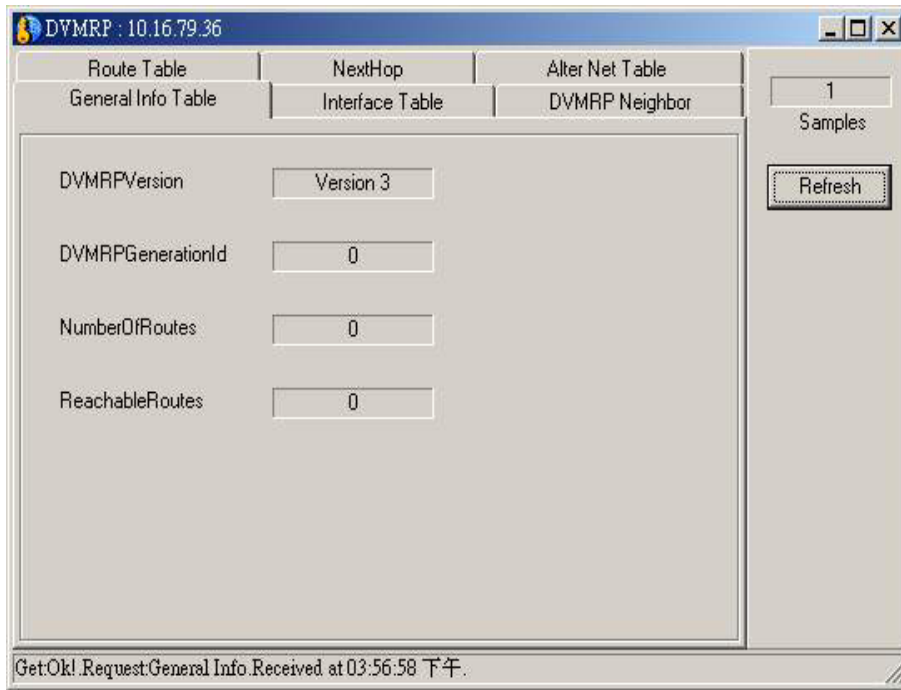 DVMRP : 10.16.79.36
Route Table
NextHop
Alter Net Table
General Info Table
Interface Table
DVMRP Neighbor
1
Samples
Refresh
DVMRPVersion
Version 3
DVMRPGenerationId
0
NumberOfRoutes
0
ReachableRoutes
0
Get:Ok!.Request:General Info.Received at 03:56:58 下午.